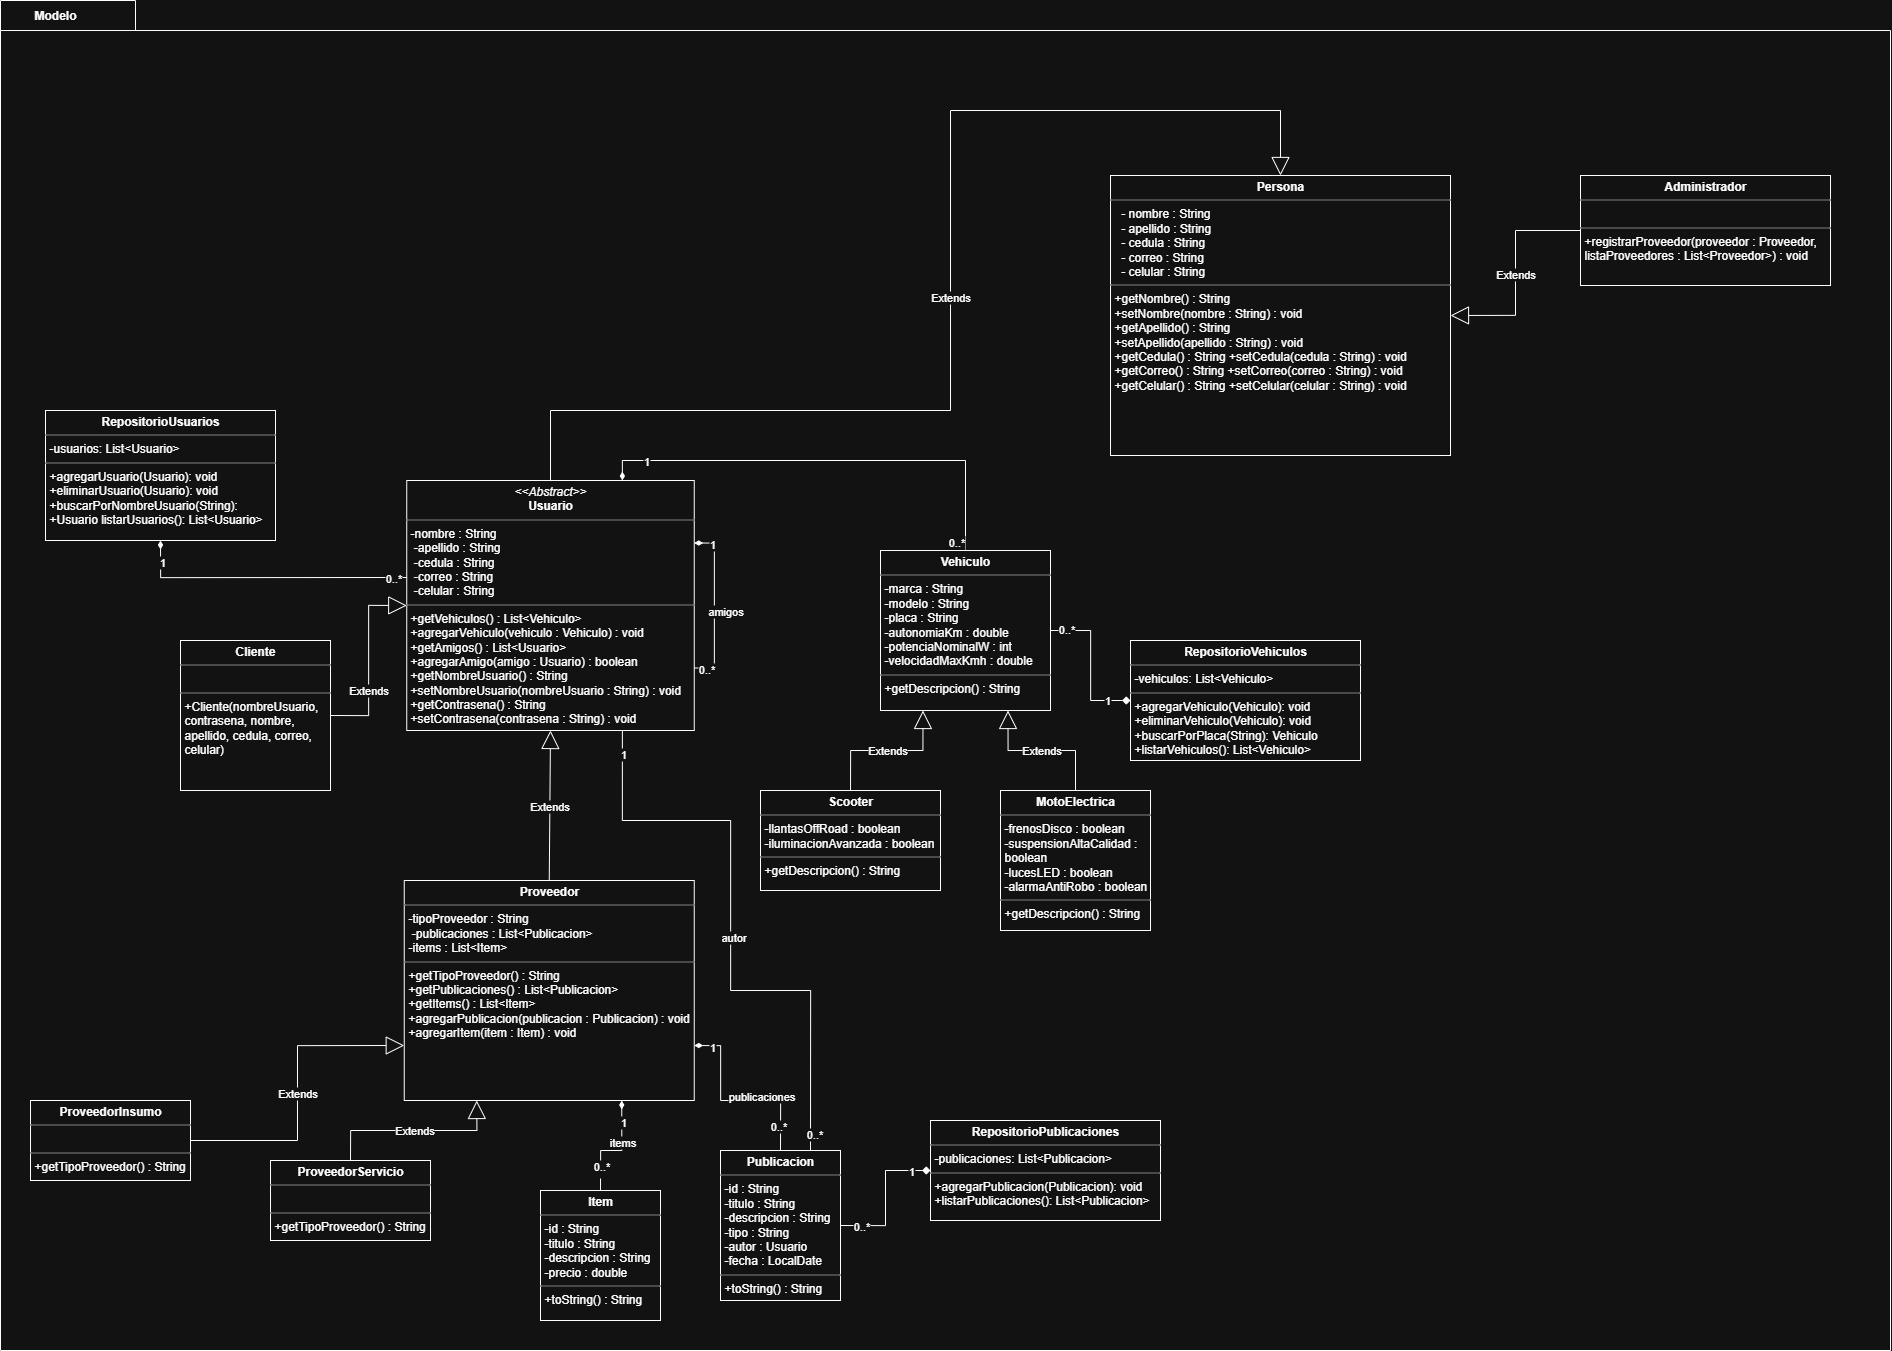 Modelo
Persona
- nombre : String
- apellido : String
- cedula : String
- correo : String
- celular : String
+getNombre() : String
+setNombre(nombre : String) : void
+getApellido() : String
+setApellido(apellido : String) : void
+getCedula() : String +setCedula(cedula : String) : void
+getCorreo() : String +setCorreo(correo : String) : void
+getCelular() : String +setCelular(celular : String) : void
Administrador
+registrarProveedor(proveedor : Proveedor,
listaProveedores : List<Proveedor>) : void
Extends
Extends
RepositorioUsuarios
-usuarios: List<Usuario>
+agregarUsuario(Usuario): void
+eliminarUsuario(Usuario): void
+buscarPorNombreUsuario(String):
+Usuario listarUsuarios(): List<Usuario>
1
0..*
<<Abstract>>
Usuario
-nombre : String
-apellido : String
-cedula : String
-correo : String
-celular : String
+getVehiculos() : List<Vehiculo>
+agregarVehiculo(vehiculo : Vehiculo) : void
+getAmigos() : List<Usuario>
+agregarAmigo(amigo : Usuario) : boolean
+getNombreUsuario() : String
+setNombreUsuario(nombreUsuario : String) : void
+getContrasena() : String
+setContrasena(contrasena : String) : void
1
0..*
1
amigos
0..*
Vehiculo
-marca : String
-modelo : String
-placa : String
-autonomiaKm : double
-potenciaNominalW : int
-velocidadMaxKmh : double
+getDescripcion() : String
0..*
1
RepositorioVehiculos
-vehiculos: List<Vehiculo>
+agregarVehiculo(Vehiculo): void
+eliminarVehiculo(Vehiculo): void
+buscarPorPlaca(String): Vehiculo
+listarVehiculos(): List<Vehiculo>
Cliente
+Cliente(nombreUsuario,
contrasena, nombre,
apellido, cedula, correo,
celular)
Extends
Extends
Extends
Scooter
-llantasOffRoad : boolean
-iluminacionAvanzada : boolean
+getDescripcion() : String
MotoElectrica
-frenosDisco : boolean
-suspensionAltaCalidad :
boolean
-lucesLED : boolean
-alarmaAntiRobo : boolean
+getDescripcion() : String
Extends
1
autor
0..*
Proveedor
-tipoProveedor : String
-publicaciones : List<Publicacion>
-items : List<Item>
+getTipoProveedor() : String
+getPublicaciones() : List<Publicacion>
+getItems() : List<Item>
+agregarPublicacion(publicacion : Publicacion) : void
+agregarItem(item : Item) : void
1
publicaciones
0..*
Extends
ProveedorInsumo
+getTipoProveedor() : String
Extends
ProveedorServicio
+getTipoProveedor() : String
1
items
0..*
Item
-id : String
-titulo : String
-descripcion : String
-precio : double
+toString() : String
Publicacion
-id : String
-titulo : String
-descripcion : String
-tipo : String
-autor : Usuario
-fecha : LocalDate
+toString() : String
0..*
1
RepositorioPublicaciones
-publicaciones: List<Publicacion>
+agregarPublicacion(Publicacion): void
+listarPublicaciones(): List<Publicacion>